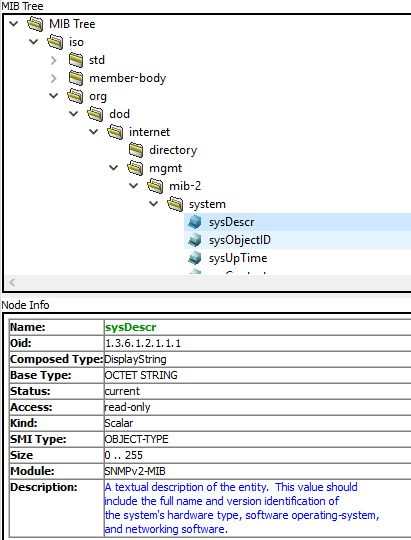 MIB Tree
MIB Tree
iso
std
member-body
org
dod
internet
directory
mgmt
mib-2
system
sysDescr
sysObjectID
sysUpTime
Node Info
Name: sysDescr
Oid: 1.3.6.1.2.1.1.1
Composed Type: DisplayString
Base Type: OCTET STRING
Status: current
Access: read-only
Kind: Scalar
SMI Type: OBJECT-TYPE
Size 0 .. 255
Module: SNMPv2-MIB
Description: A textual description of the entity. This value should
include the full name and version identification of
the system's hardware type, software operating-system,
and networking software.